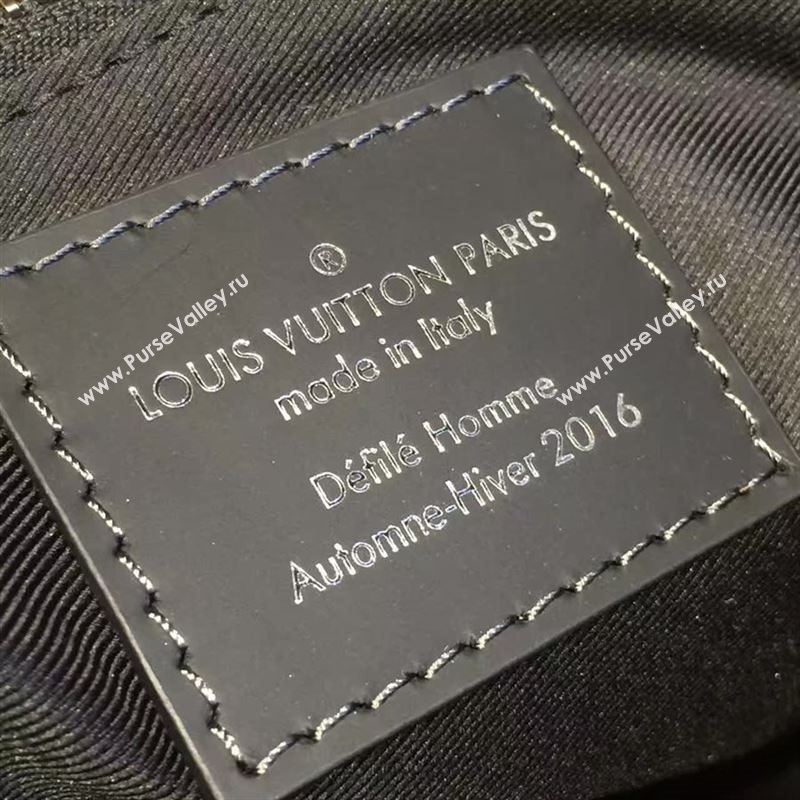 ®
LOUIS VUITTON PARIS
made in Italy
Défilé Homme
Automne-Hiver 2016
www.PurseValley.ru
www.PurseValley.ru